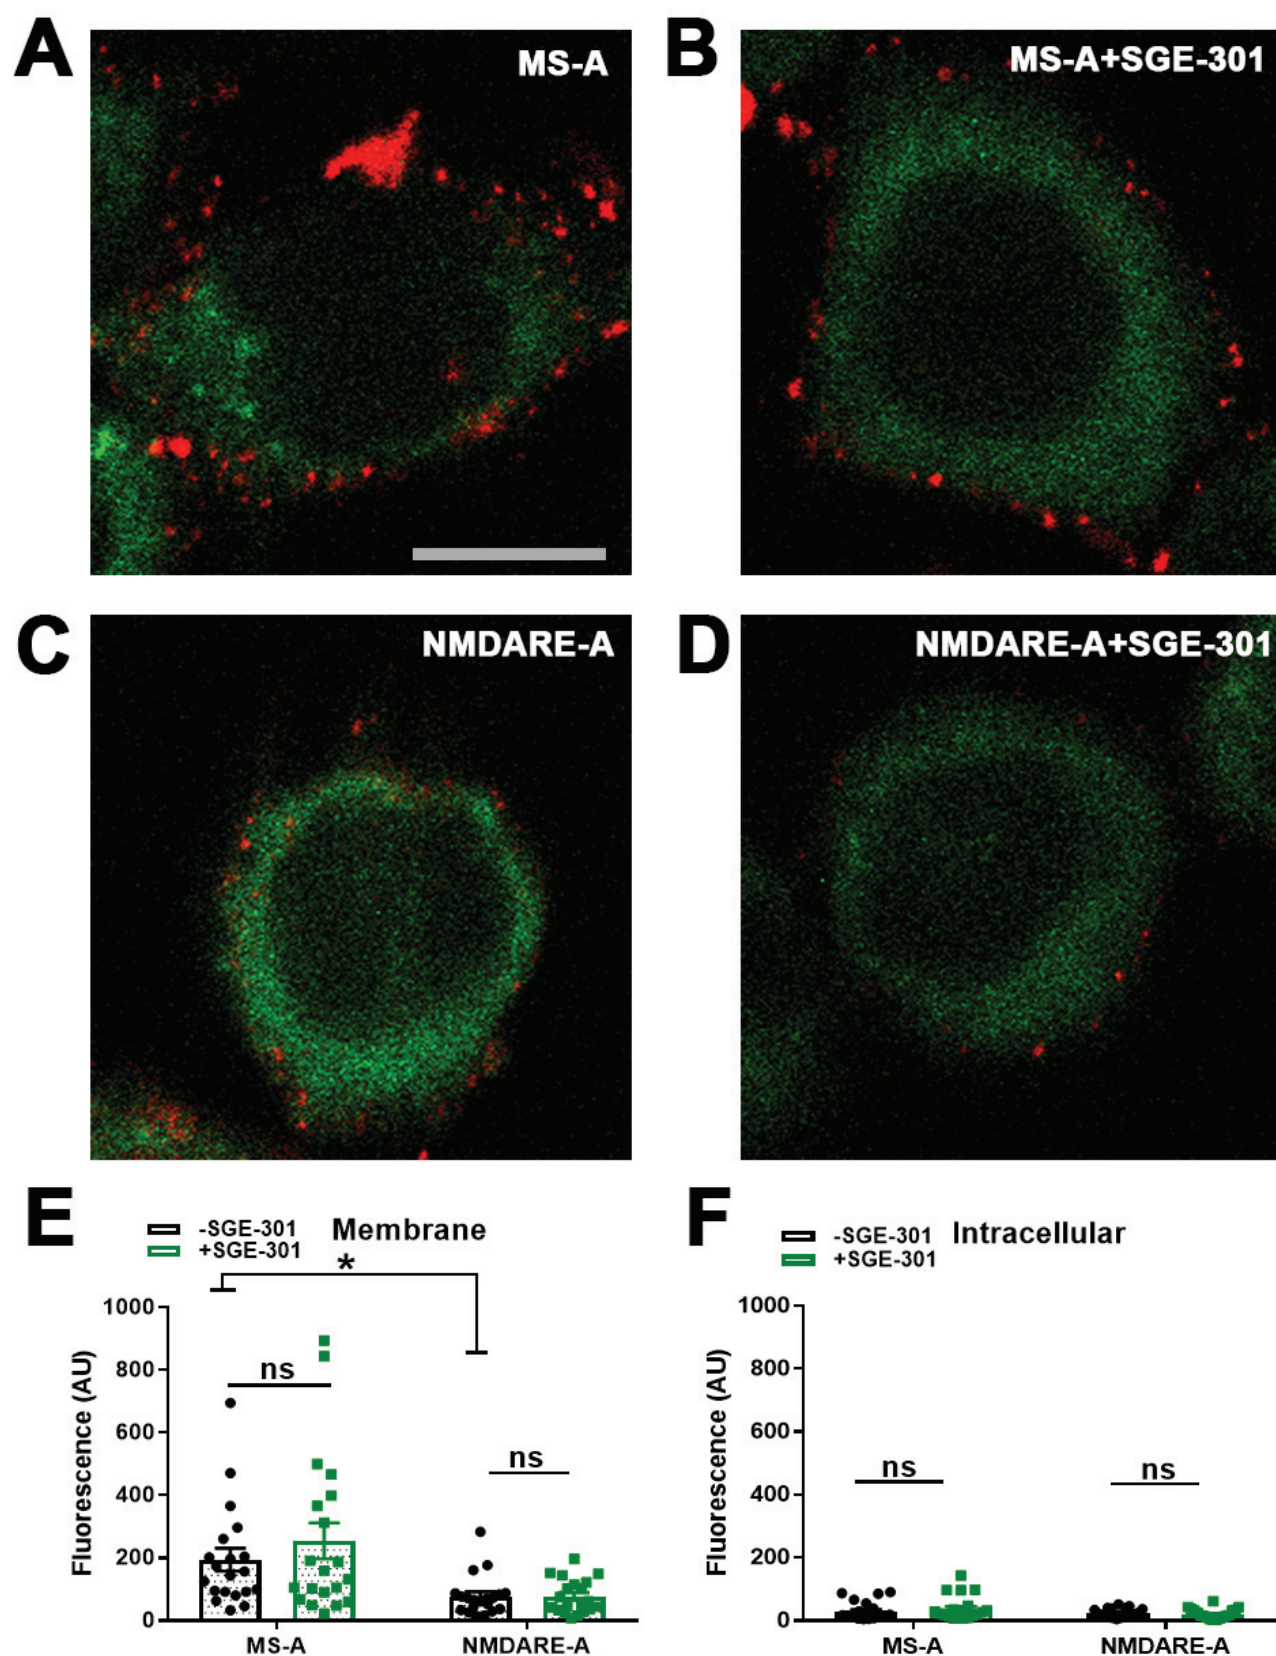 A
MS-A
B
MS-A+SGE-301
C
NMDARE-A
D
NMDARE-A+SGE-301
E
-SGE-301
+SGE-301
Membrane
*
1000
800
600
400
200
0
Fluorescence (AU)
ns
ns
MS-A
NMDARE-A
F
-SGE-301
+SGE-301
Intracellular
1000
800
600
400
200
0
Fluorescence (AU)
ns
ns
MS-A
NMDARE-A